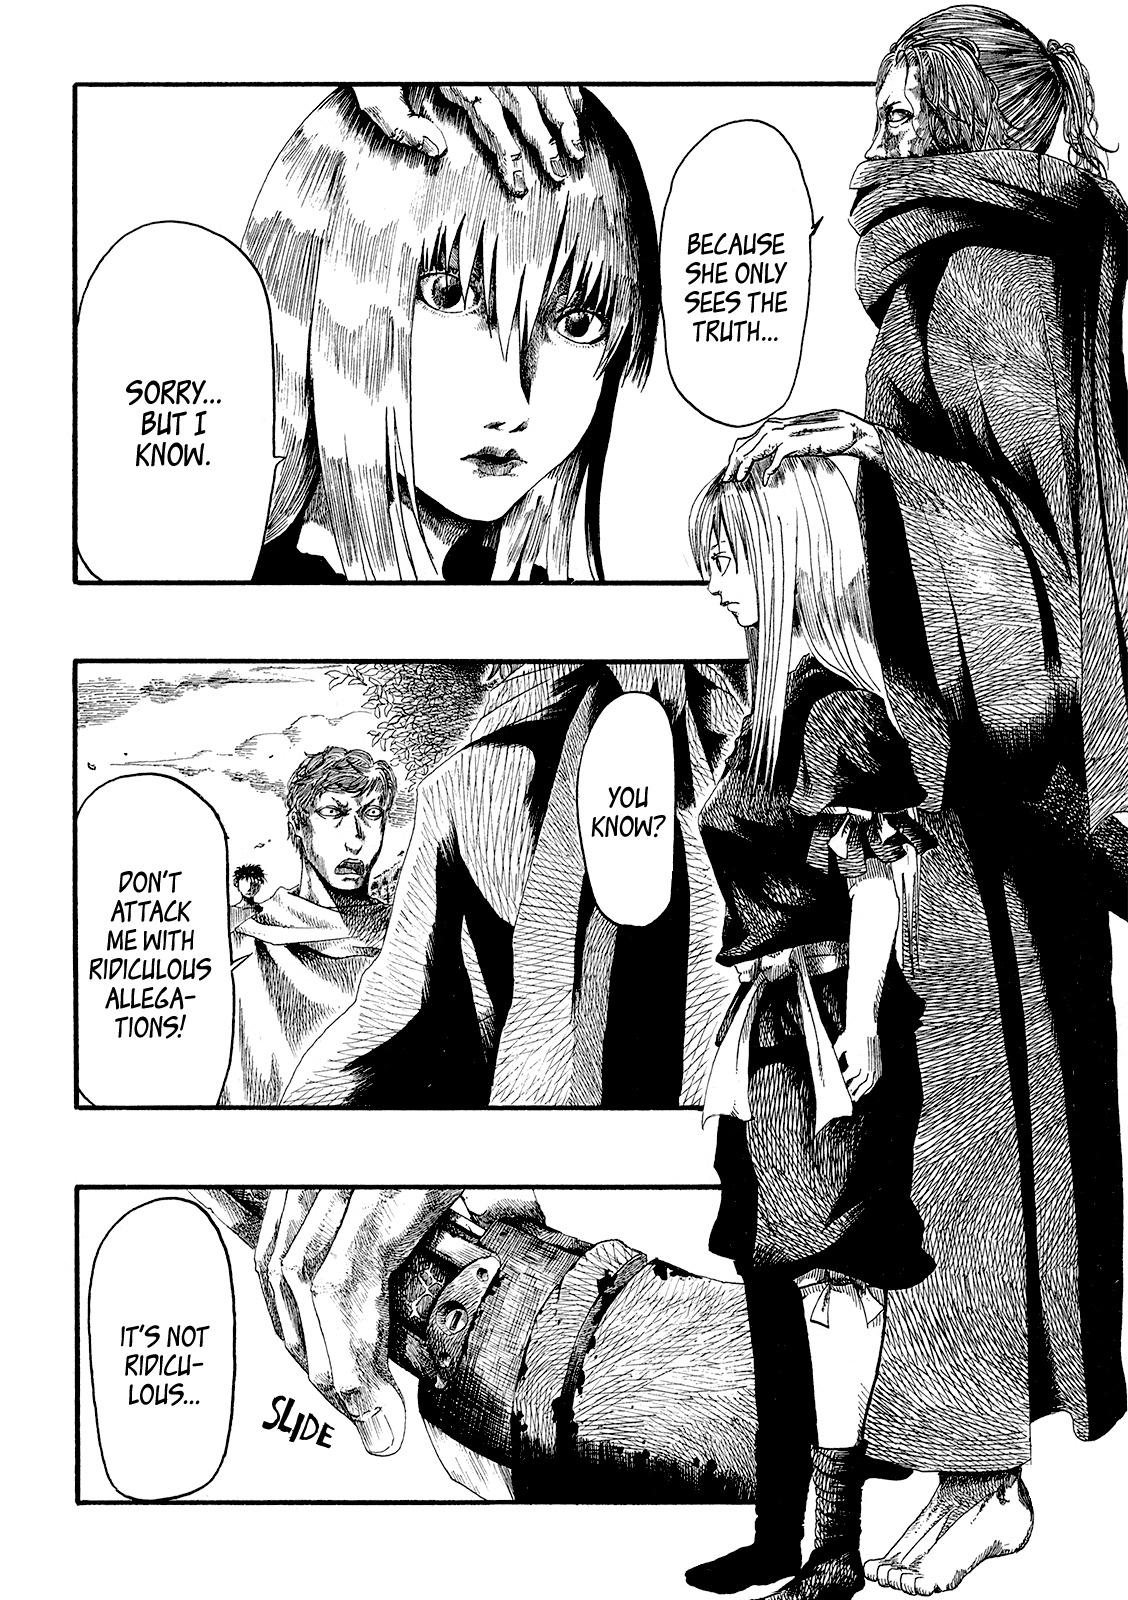 BECAUSE
SHE ONLY
SEES THE
TRUTH...
SORRY...
BUT I
KNOW.
YOU
KNOW?
DON'T
ATTACK
ME WITH
RIDICULOUS
ALLEGA-
TIONS!
IT'S NOT
RIDICU-
LOUS...
SLIDE